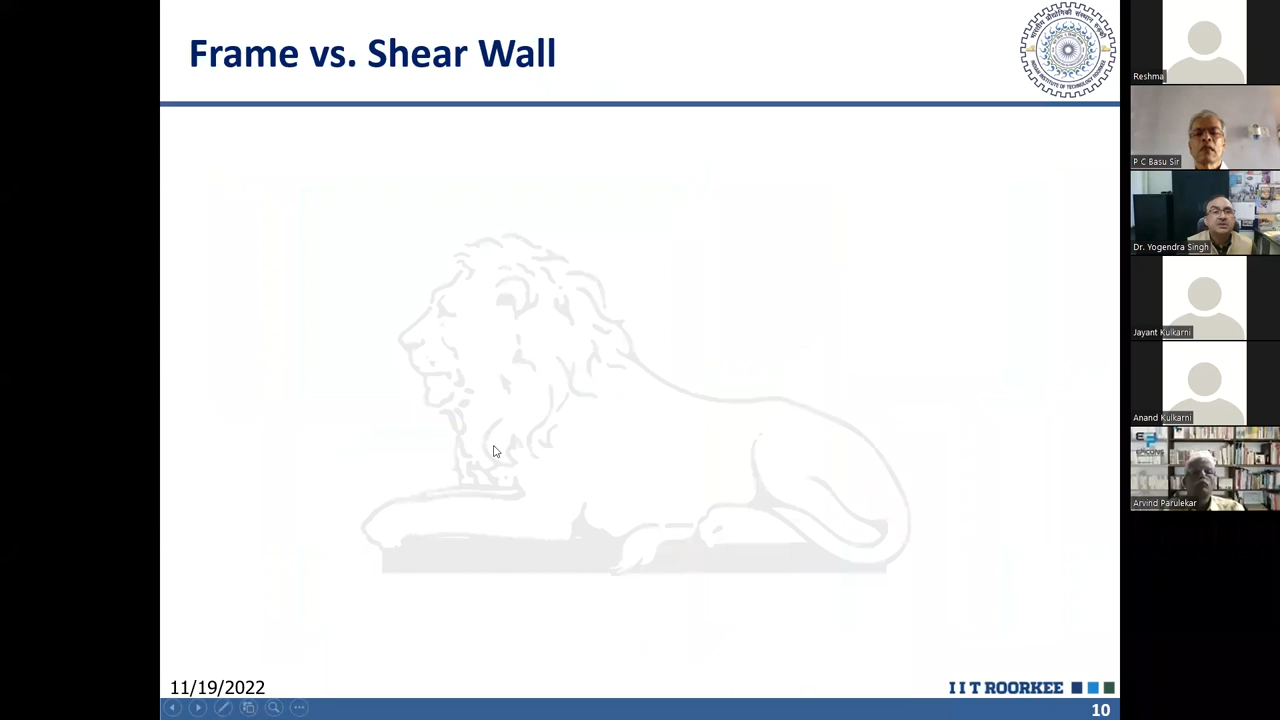 Frame vs. Shear Wall
11/19/2022
IIT ROORKEE
10
Reshma
P C Basu Sir
Dr. Yogendra Singh
Jayant Kulkarni
Anand Kulkarni
Arvind Parulekar